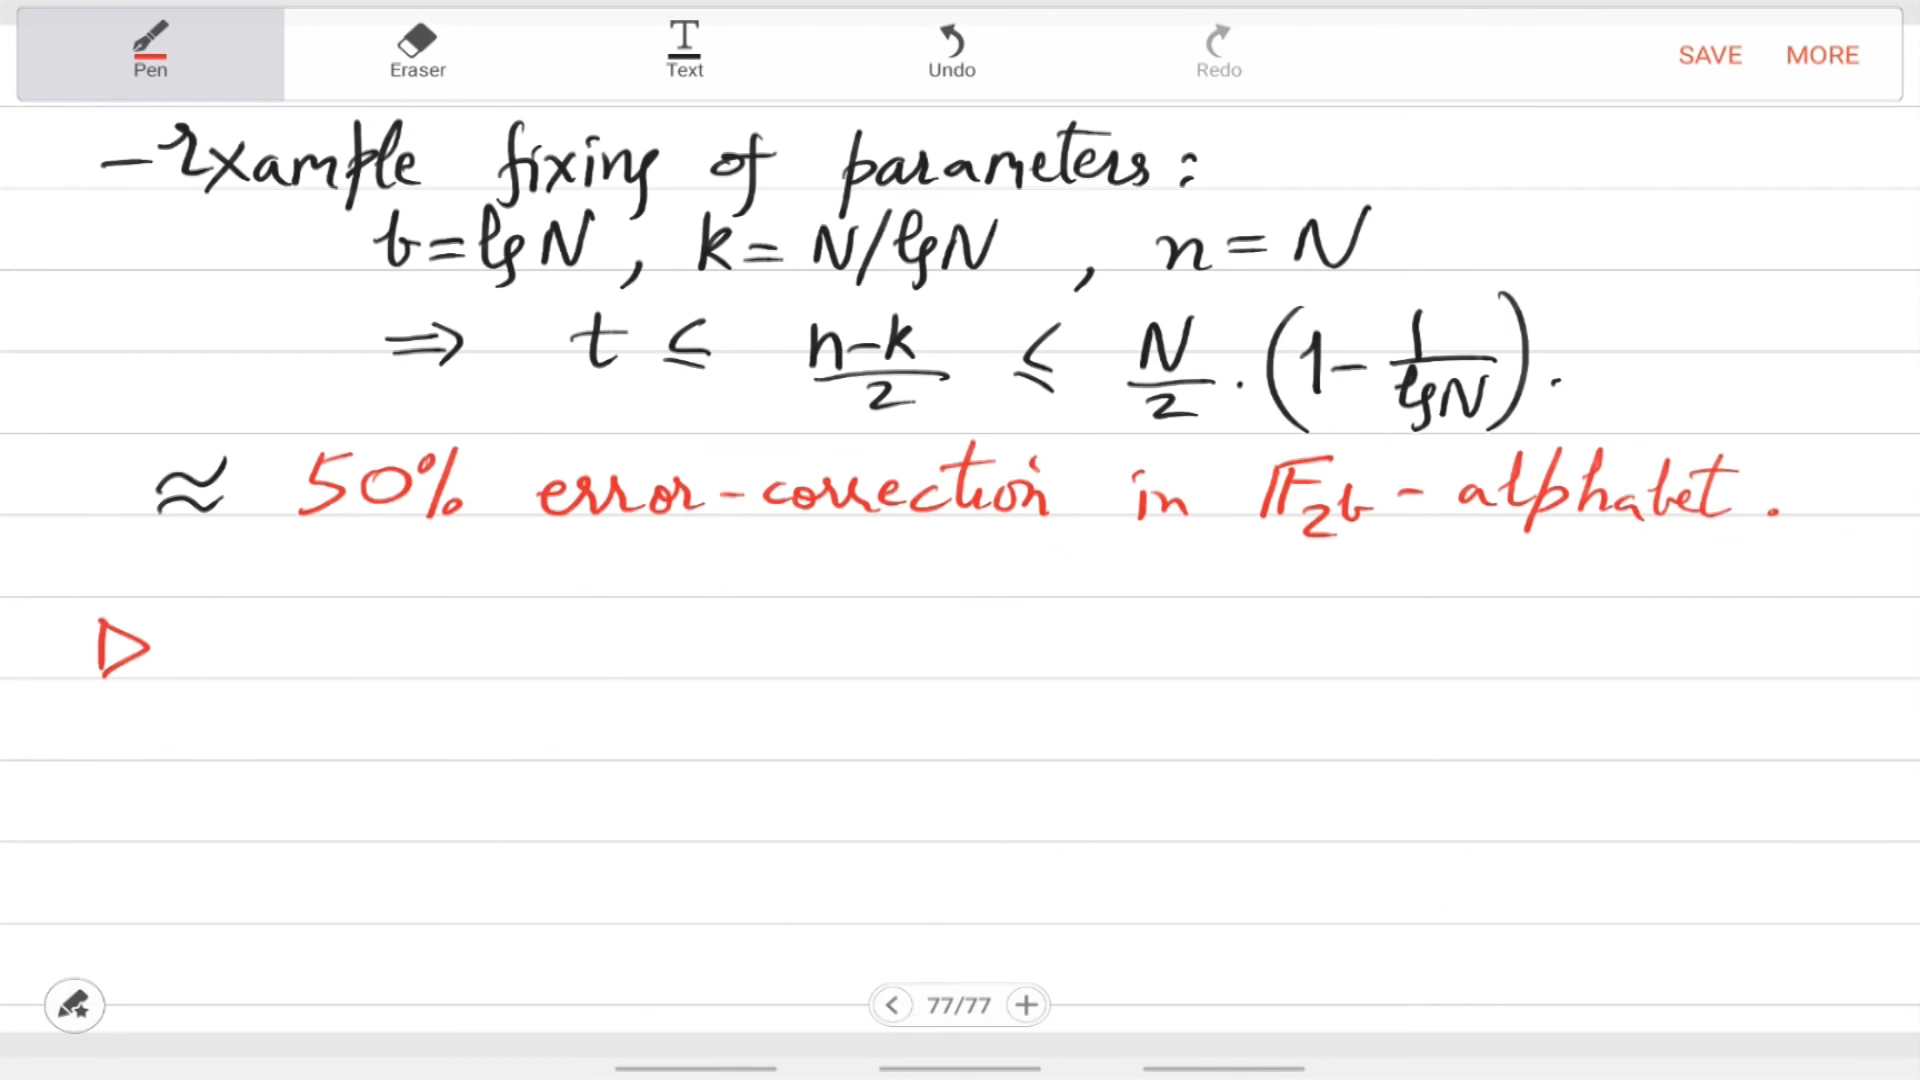 Pen Eraser Text Undo Redo SAVE MORE
- Example fixing of parameters:
b = lg N , k = N/lg N , n = N
⇒ t ≤ (n-k)/2 ≤ N/2 · (1 - 1/lg N).
≈ 50% error-correction in 𝔽_{2^b} - alphabet.
▷
77/77